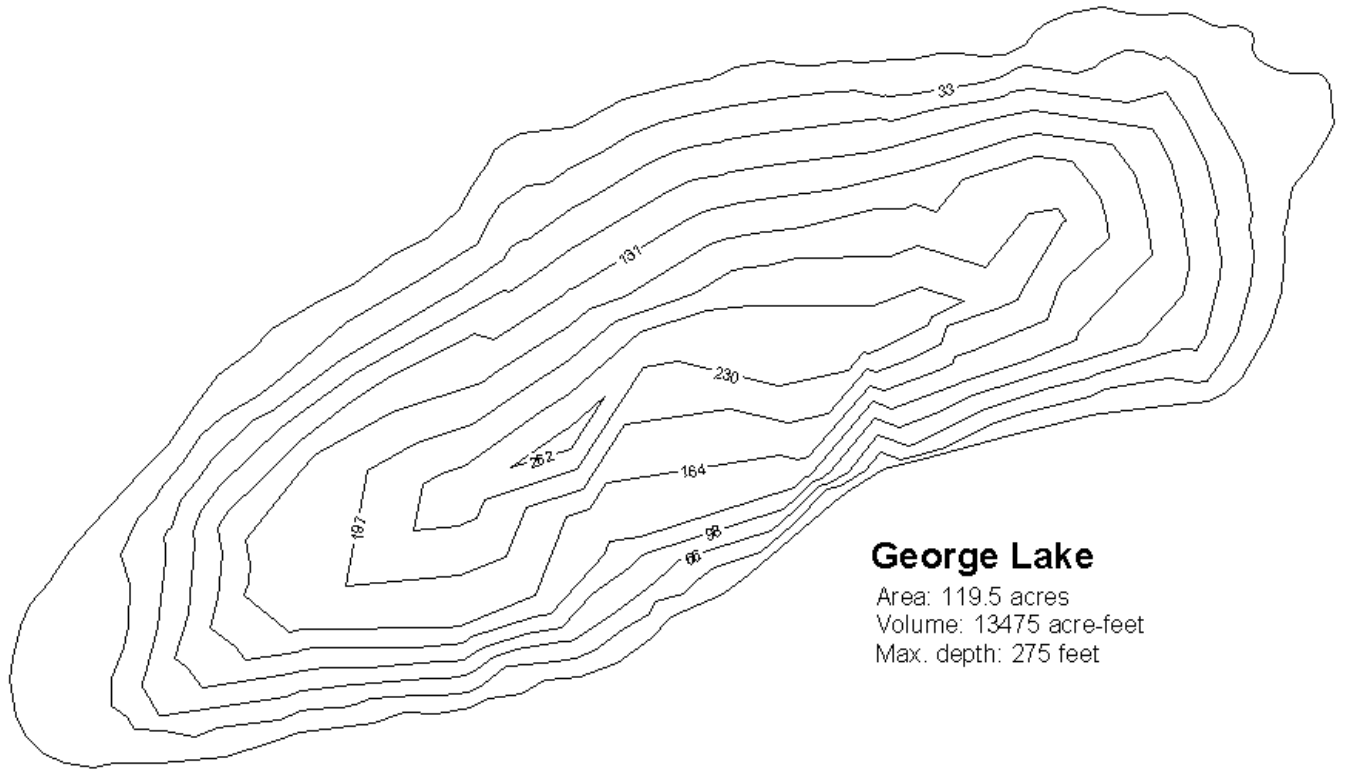 33
131
230
262
164
197
98
66
George Lake
Area: 119.5 acres
Volume: 13475 acre-feet
Max. depth: 275 feet